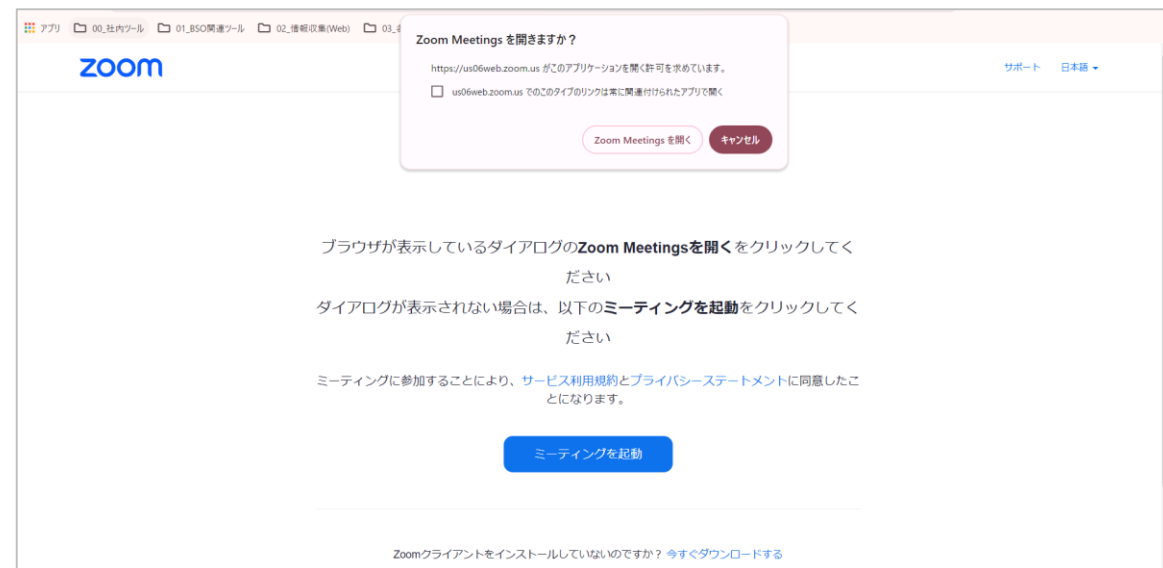 アプリ 00_社内ツール 01_BSO関連ツール 02_情報収集(Web) 03_
Zoom Meetings を開きますか？
https://us06web.zoom.us がこのアプリケーションを開く許可を求めています。
us06web.zoom.us でのこのタイプのリンクは常に関連付けられたアプリで開く
Zoom Meetings を開く キャンセル
zoom サポート 日本語
ブラウザが表示しているダイアログのZoom Meetingsを開くをクリックしてく
ださい
ダイアログが表示されない場合は、以下のミーティングを起動をクリックしてく
ださい
ミーティングに参加することにより、サービス利用規約とプライバシーステートメントに同意したこ
とになります。
ミーティングを起動
Zoomクライアントをインストールしていないのですか？ 今すぐダウンロードする